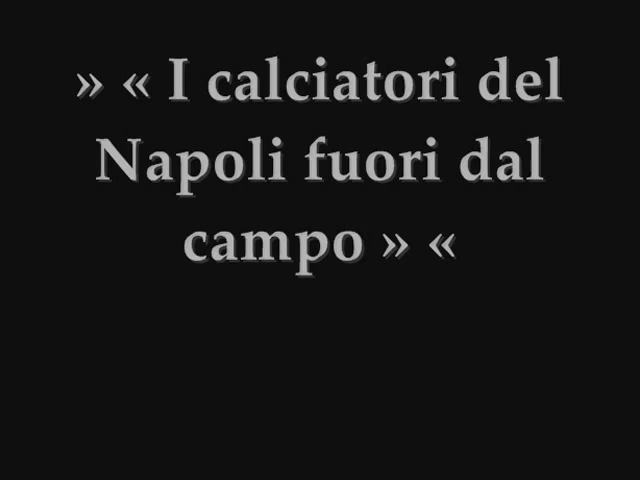 » « I calciatori del
Napoli fuori dal
campo » «